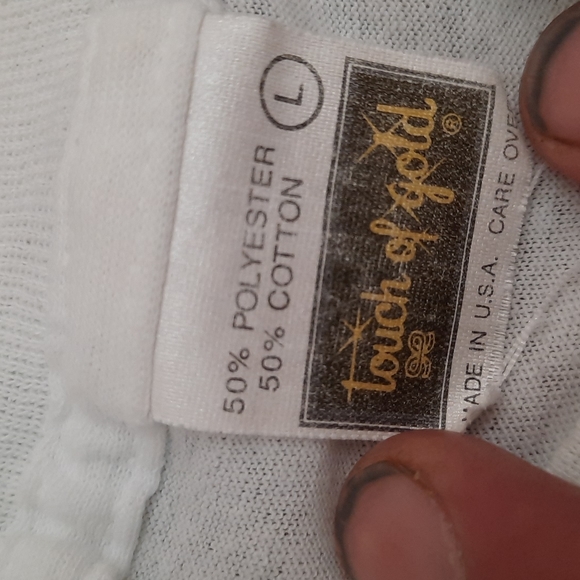 L
50% POLYESTER
50% COTTON
touch of gold ®
MADE IN U.S.A. CARE OVE